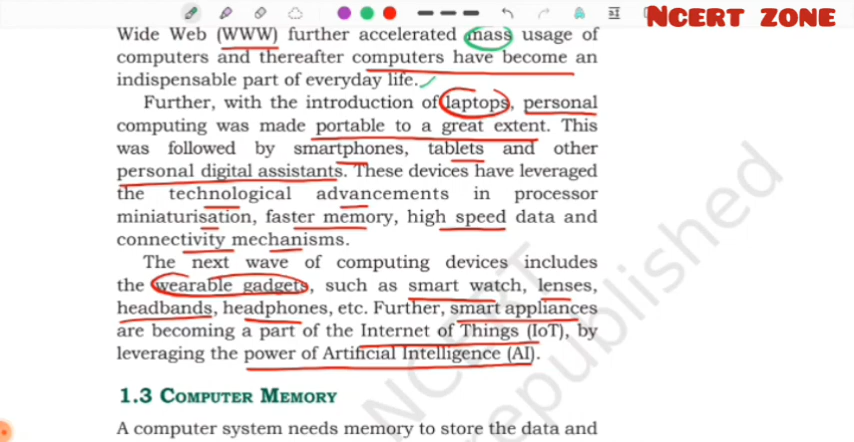 NCERT ZONE
Wide Web (WWW) further accelerated mass usage of
computers and thereafter computers have become an
indispensable part of everyday life.
Further, with the introduction of laptops, personal
computing was made portable to a great extent. This
was followed by smartphones, tablets and other
personal digital assistants. These devices have leveraged
the technological advancements in processor
miniaturisation, faster memory, high speed data and
connectivity mechanisms.
The next wave of computing devices includes
the wearable gadgets, such as smart watch, lenses,
headbands, headphones, etc. Further, smart appliances
are becoming a part of the Internet of Things (IoT), by
leveraging the power of Artificial Intelligence (AI).
1.3 COMPUTER MEMORY
A computer system needs memory to store the data and
NCERT
republished